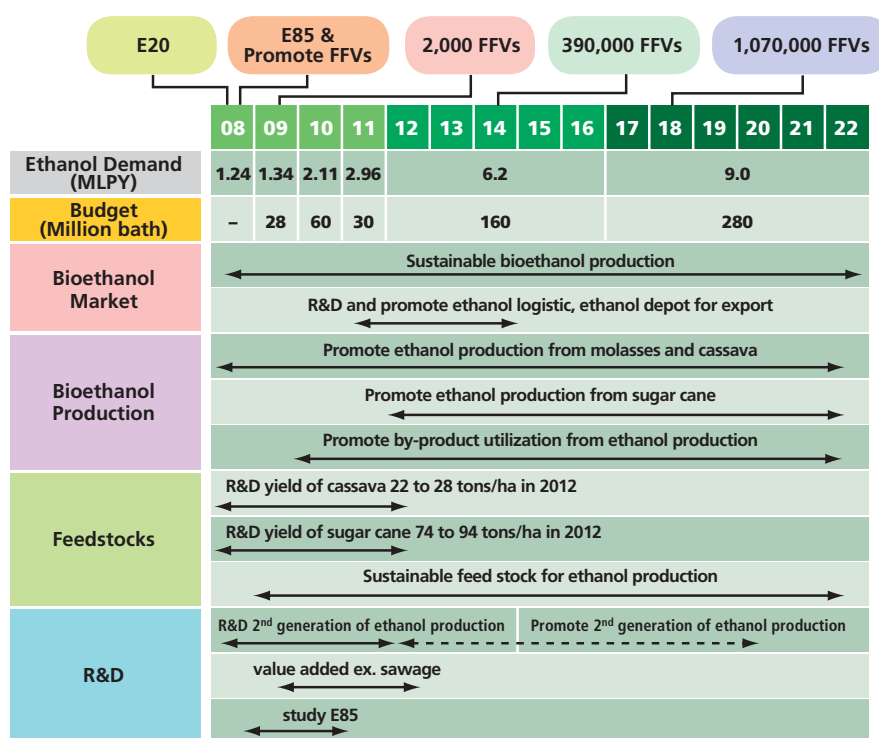 E20
E85 &
Promote FFVs
2,000 FFVs
390,000 FFVs
1,070,000 FFVs
08 09 10 11 12 13 14 15 16 17 18 19 20 21 22
Ethanol Demand
(MLPY)
1.24 1.34 2.11 2.96 6.2 9.0
Budget
(Million bath)
– 28 60 30 160 280
Bioethanol
Market
Sustainable bioethanol production
R&D and promote ethanol logistic, ethanol depot for export
Bioethanol
Production
Promote ethanol production from molasses and cassava
Promote ethanol production from sugar cane
Promote by-product utilization from ethanol production
Feedstocks
R&D yield of cassava 22 to 28 tons/ha in 2012
R&D yield of sugar cane 74 to 94 tons/ha in 2012
Sustainable feed stock for ethanol production
R&D
R&D 2nd generation of ethanol production
Promote 2nd generation of ethanol production
value added ex. sawage
study E85